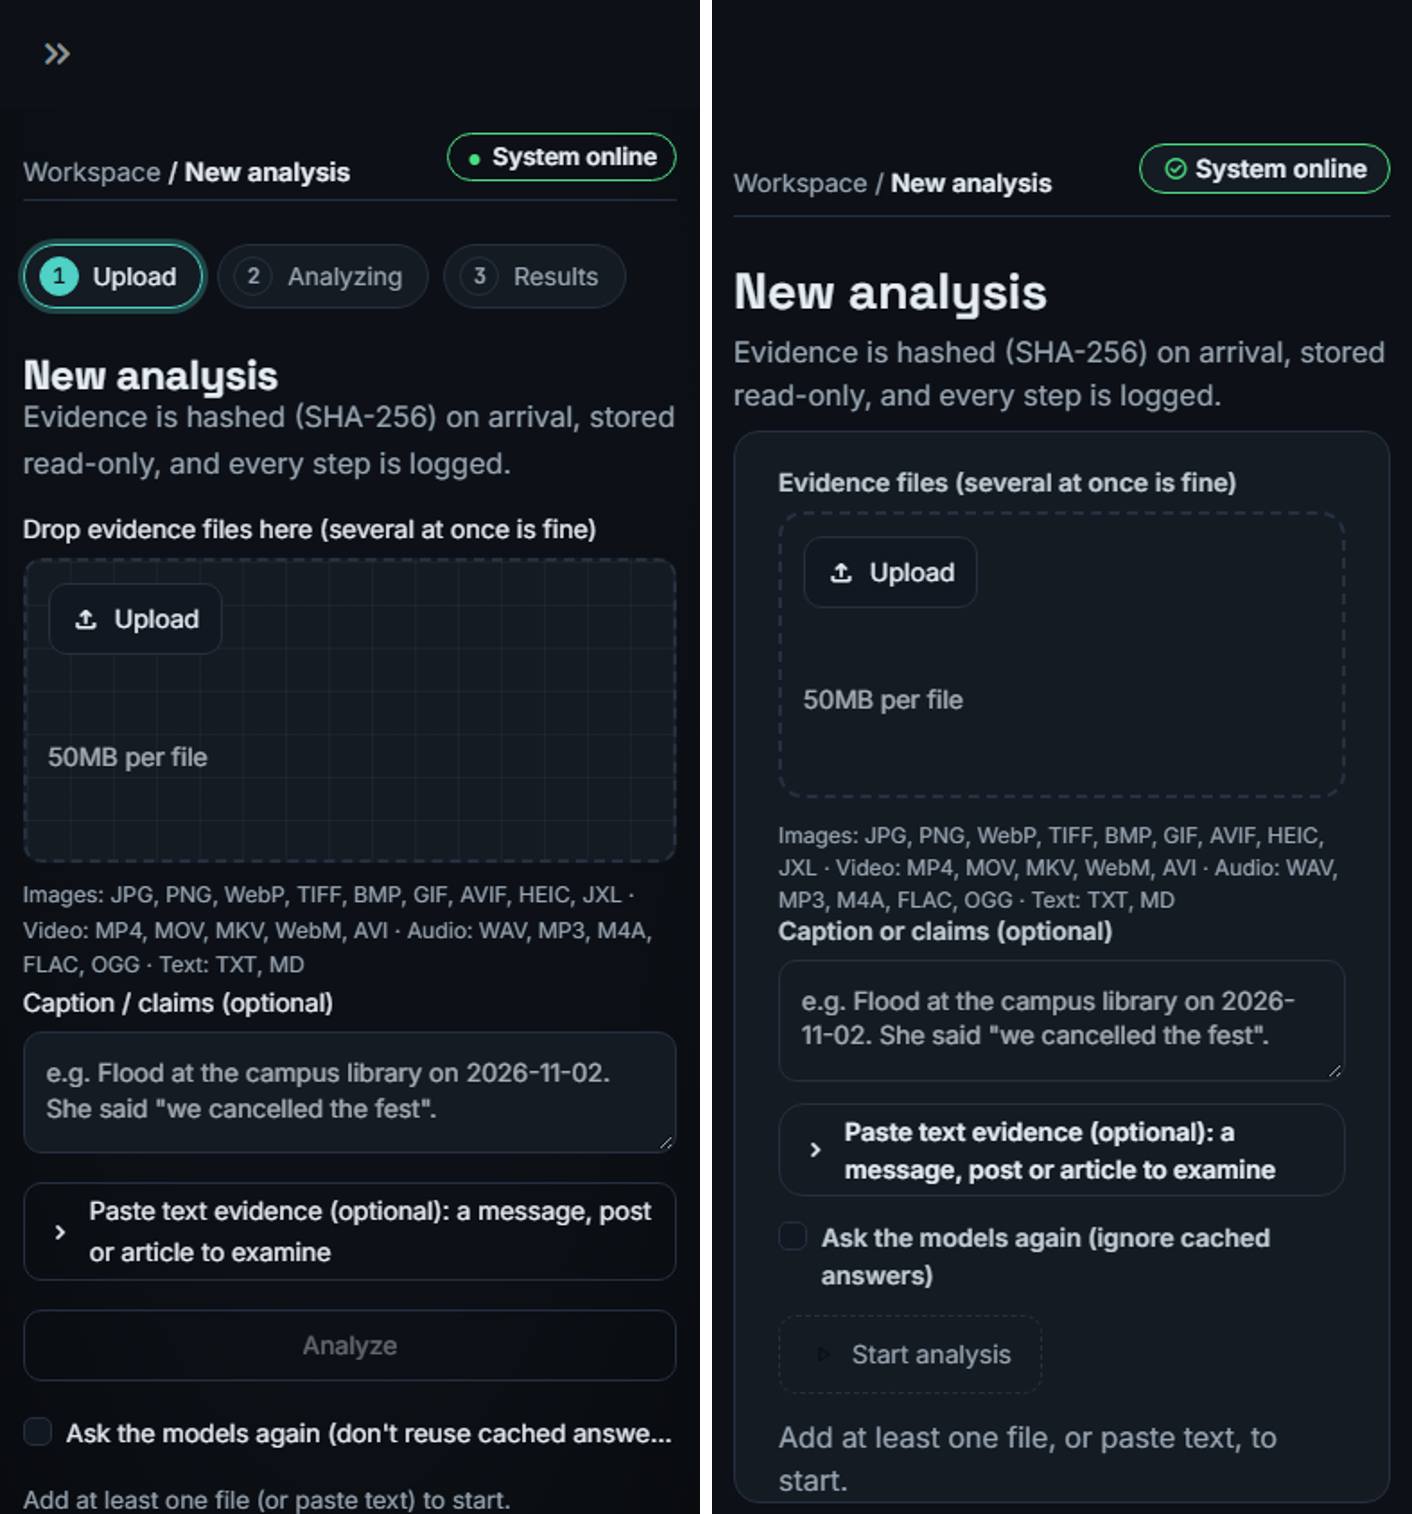 Workspace / New analysis
System online
1 Upload
2 Analyzing
3 Results
New analysis
Evidence is hashed (SHA-256) on arrival, stored
read-only, and every step is logged.
Drop evidence files here (several at once is fine)
Upload
50MB per file
Images: JPG, PNG, WebP, TIFF, BMP, GIF, AVIF, HEIC, JXL ·
Video: MP4, MOV, MKV, WebM, AVI · Audio: WAV, MP3, M4A,
FLAC, OGG · Text: TXT, MD
Caption / claims (optional)
e.g. Flood at the campus library on 2026-11-02.
She said "we cancelled the fest".
Paste text evidence (optional): a message, post
or article to examine
Analyze
Ask the models again (don't reuse cached answe...
Add at least one file (or paste text) to start.
Workspace / New analysis
System online
New analysis
Evidence is hashed (SHA-256) on arrival, stored
read-only, and every step is logged.
Evidence files (several at once is fine)
Upload
50MB per file
Images: JPG, PNG, WebP, TIFF, BMP, GIF, AVIF, HEIC,
JXL · Video: MP4, MOV, MKV, WebM, AVI · Audio: WAV,
MP3, M4A, FLAC, OGG · Text: TXT, MD
Caption or claims (optional)
e.g. Flood at the campus library on 2026-
11-02. She said "we cancelled the fest".
Paste text evidence (optional): a
message, post or article to examine
Ask the models again (ignore cached
answers)
Start analysis
Add at least one file, or paste text, to
start.